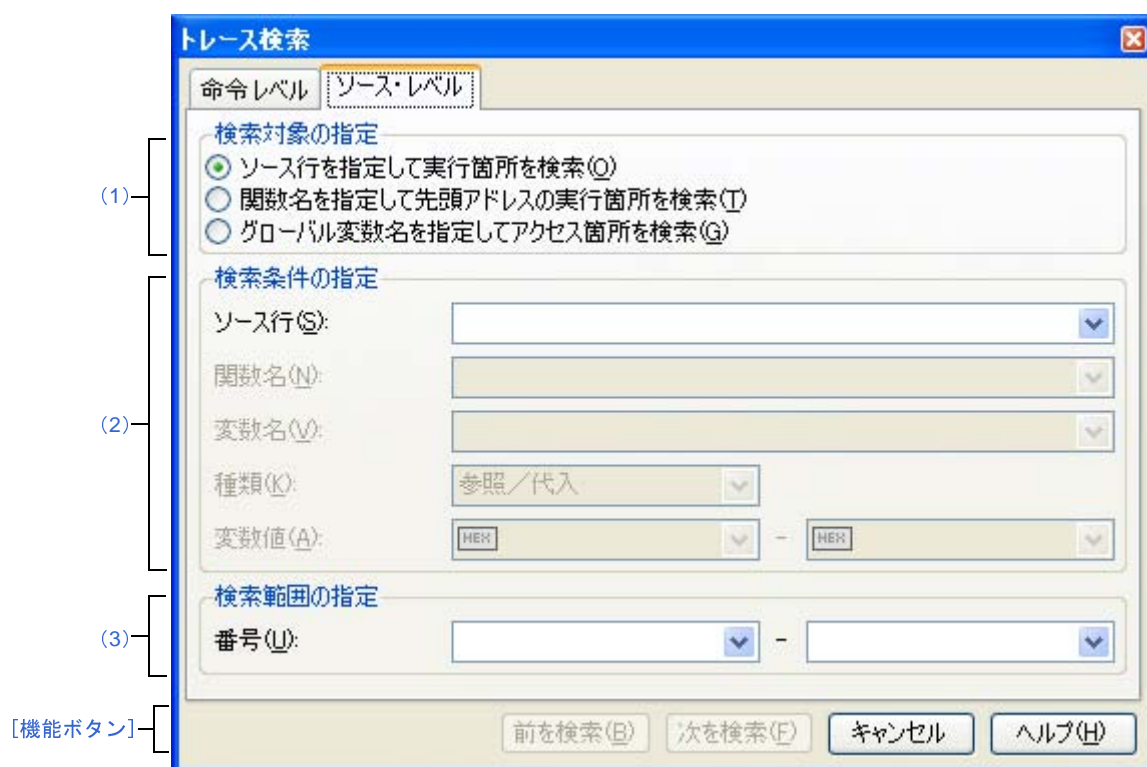 トレース検索
命令レベル ソース・レベル
(1)
検索対象の指定
ソース行を指定して実行箇所を検索(O)
関数名を指定して先頭アドレスの実行箇所を検索(T)
グローバル変数名を指定してアクセス箇所を検索(G)
(2)
検索条件の指定
ソース行(S):
関数名(N):
変数名(V):
種類(K): 参照／代入
変数値(A): HEX - HEX
(3)
検索範囲の指定
番号(U): -
[機能ボタン]
前を検索(B) 次を検索(F) キャンセル ヘルプ(H)